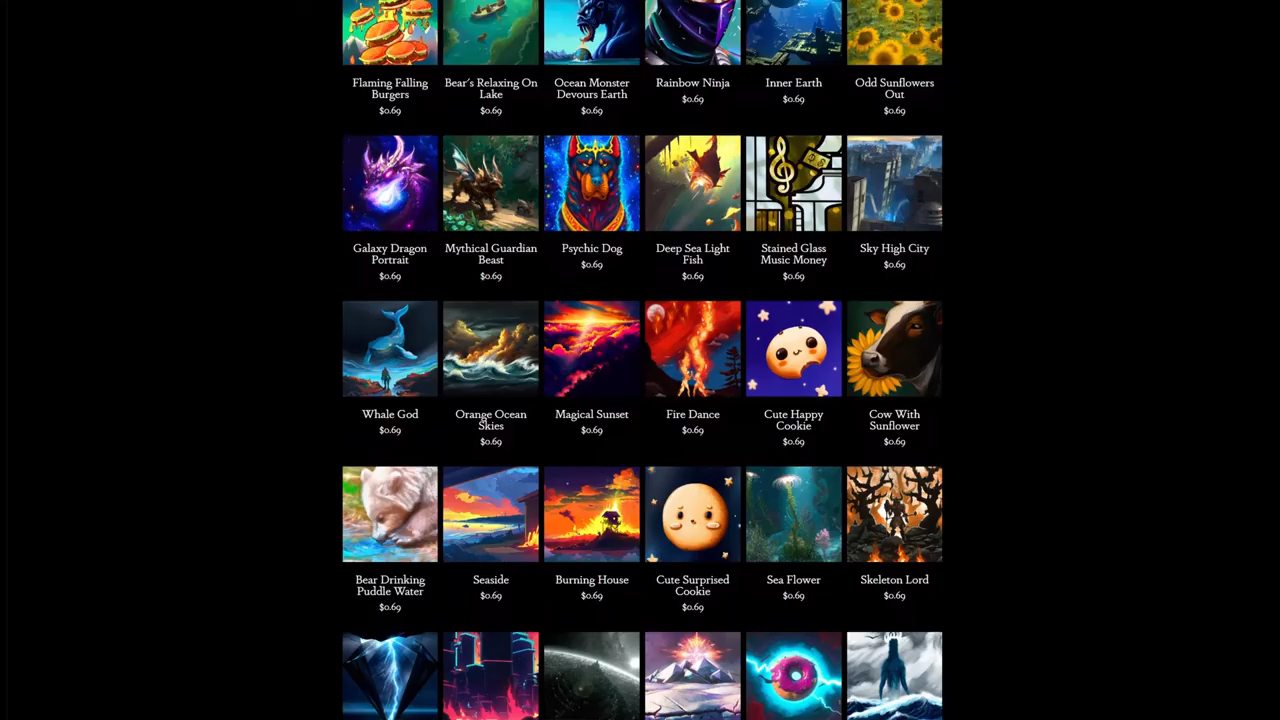 Flaming Falling
Burgers
$0.69
Bear's Relaxing On
Lake
$0.69
Ocean Monster
Devours Earth
$0.69
Rainbow Ninja
$0.69
Inner Earth
$0.69
Odd Sunflowers
Out
$0.69
Galaxy Dragon
Portrait
$0.69
Mythical Guardian
Beast
$0.69
Psychic Dog
$0.69
Deep Sea Light
Fish
$0.69
Stained Glass
Music Money
$0.69
Sky High City
$0.69
Whale God
$0.69
Orange Ocean
Skies
$0.69
Magical Sunset
$0.69
Fire Dance
$0.69
Cute Happy
Cookie
$0.69
Cow With
Sunflower
$0.69
Bear Drinking
Puddle Water
$0.69
Seaside
$0.69
Burning House
$0.69
Cute Surprised
Cookie
$0.69
Sea Flower
$0.69
Skeleton Lord
$0.69